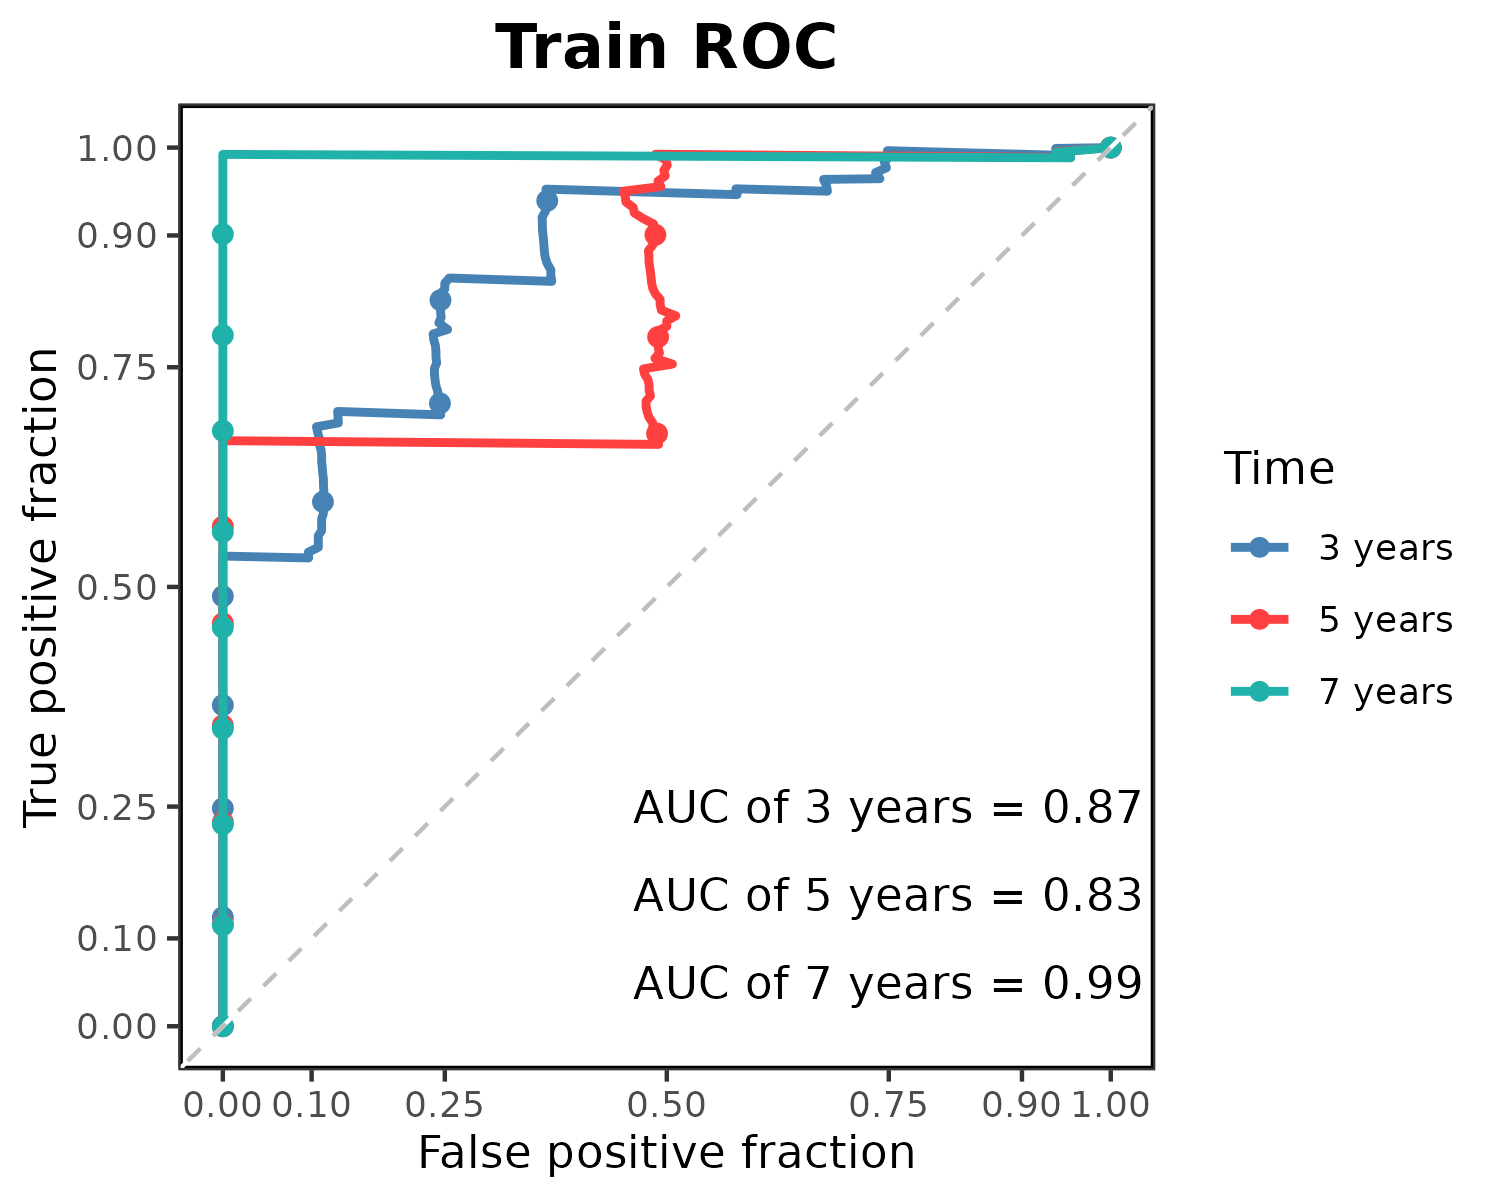 Train ROC
True positive fraction
1.00
0.90
0.75
0.50
0.25
0.10
0.00
AUC of 3 years = 0.87
AUC of 5 years = 0.83
AUC of 7 years = 0.99
0.00 0.10 0.25 0.50 0.75 0.90 1.00
False positive fraction
Time
3 years
5 years
7 years